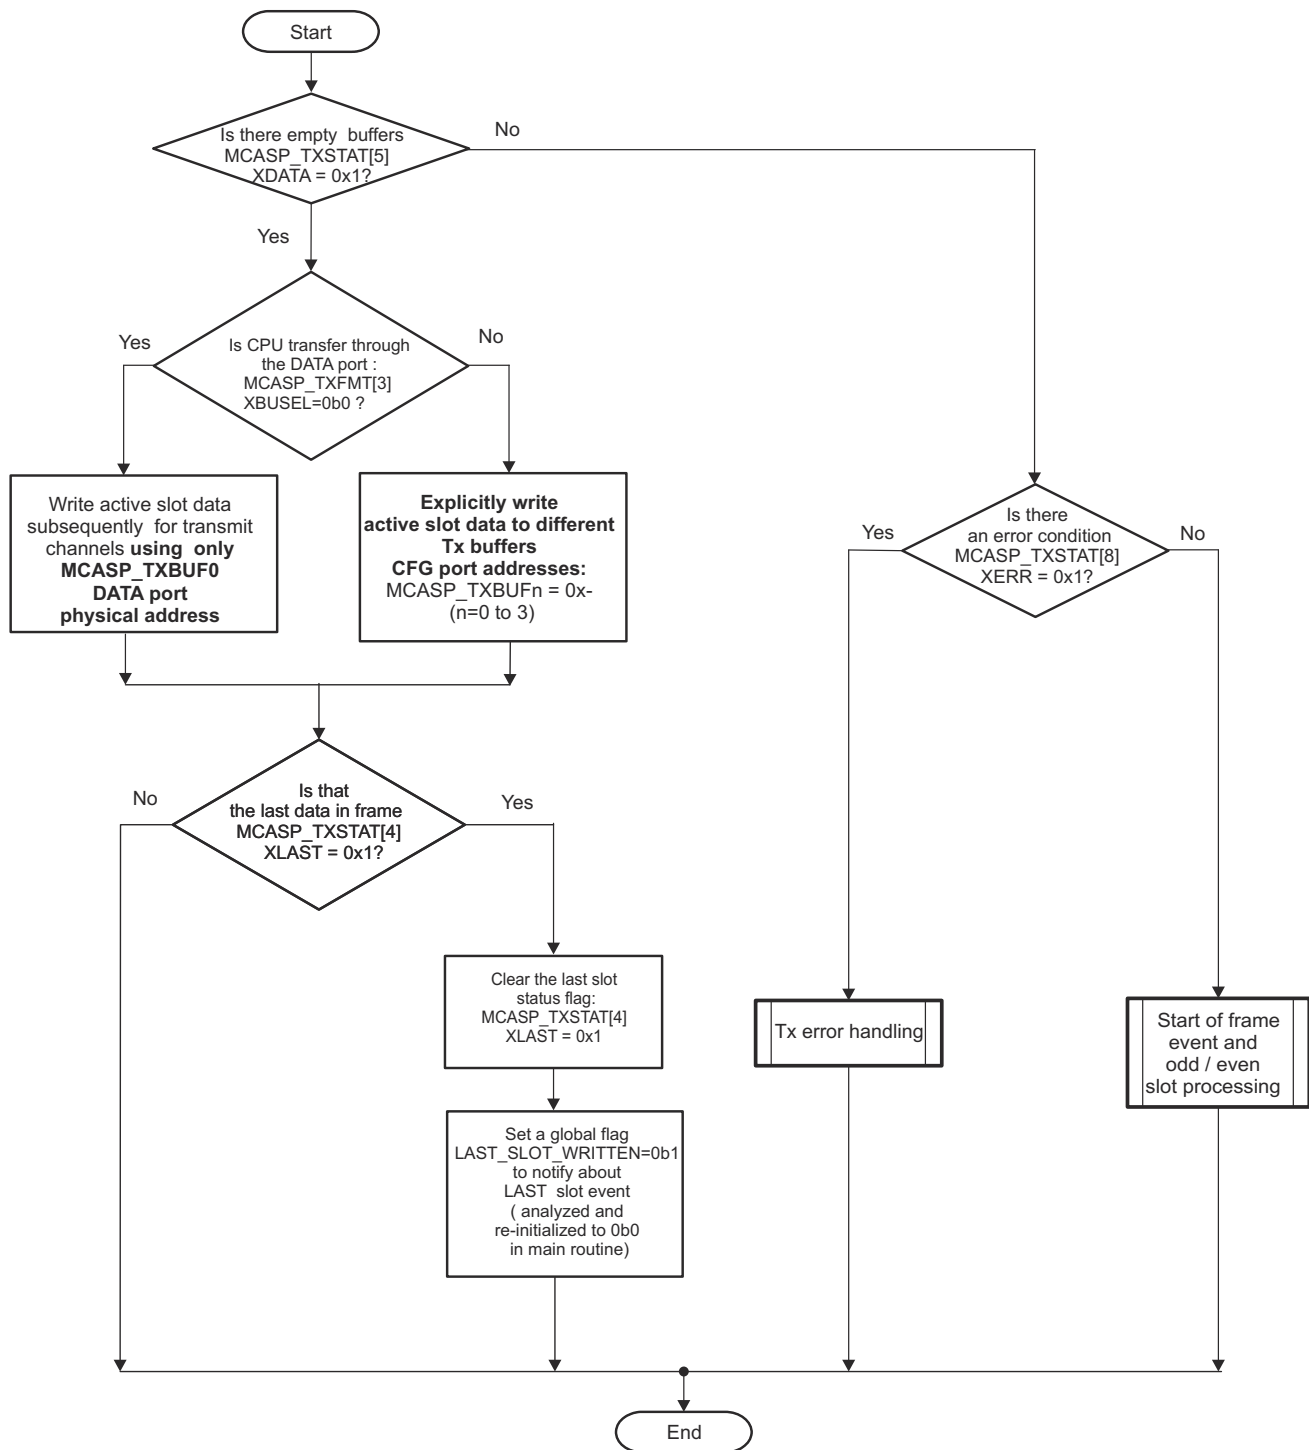 Start
Is there empty buffers
MCASP_TXSTAT[5]
XDATA = 0x1?
No
Yes
Is CPU transfer through
the DATA port :
MCASP_TXFMT[3]
XBUSEL=0b0 ?
Yes
No
Write active slot data
subsequently for transmit
channels using only
MCASP_TXBUF0
DATA port
physical address
Explicitly write
active slot data to different
Tx buffers
CFG port addresses:
MCASP_TXBUFn = 0x-
(n=0 to 3)
Is there
an error condition
MCASP_TXSTAT[8]
XERR = 0x1?
Yes
No
Is that
the last data in frame
MCASP_TXSTAT[4]
XLAST = 0x1?
No
Yes
Clear the last slot
status flag:
MCASP_TXSTAT[4]
XLAST = 0x1
Tx error handling
Start of frame
event and
odd / even
slot processing
Set a global flag
LAST_SLOT_WRITTEN=0b1
to notify about
LAST slot event
( analyzed and
re-initialized to 0b0
in main routine)
End